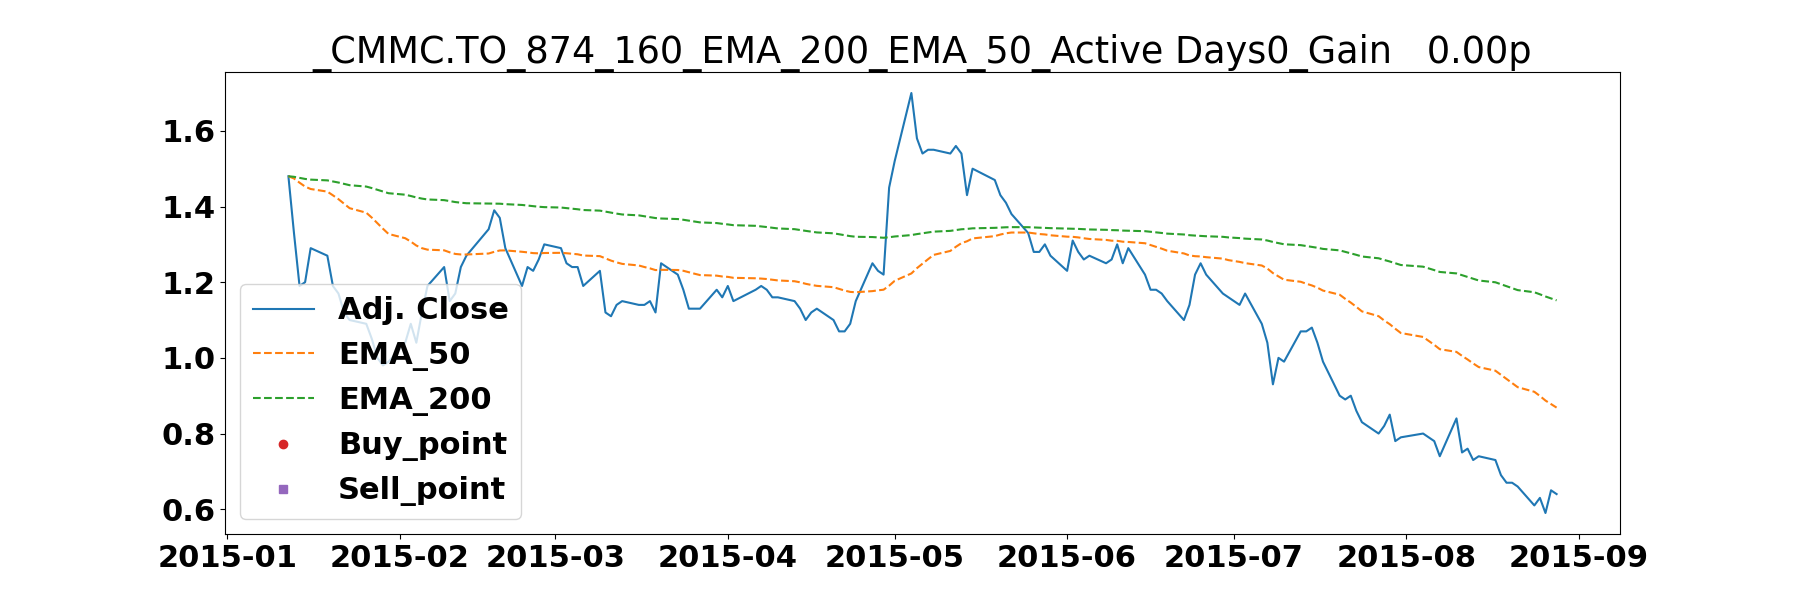 _CMMC.TO_874_160_EMA_200_EMA_50_Active Days0_Gain   0.00p
1.6
1.4
1.2
1.0
0.8
0.6
Adj. Close
EMA_50
EMA_200
Buy_point
Sell_point
2015-01 2015-02 2015-03 2015-04 2015-05 2015-06 2015-07 2015-08 2015-09